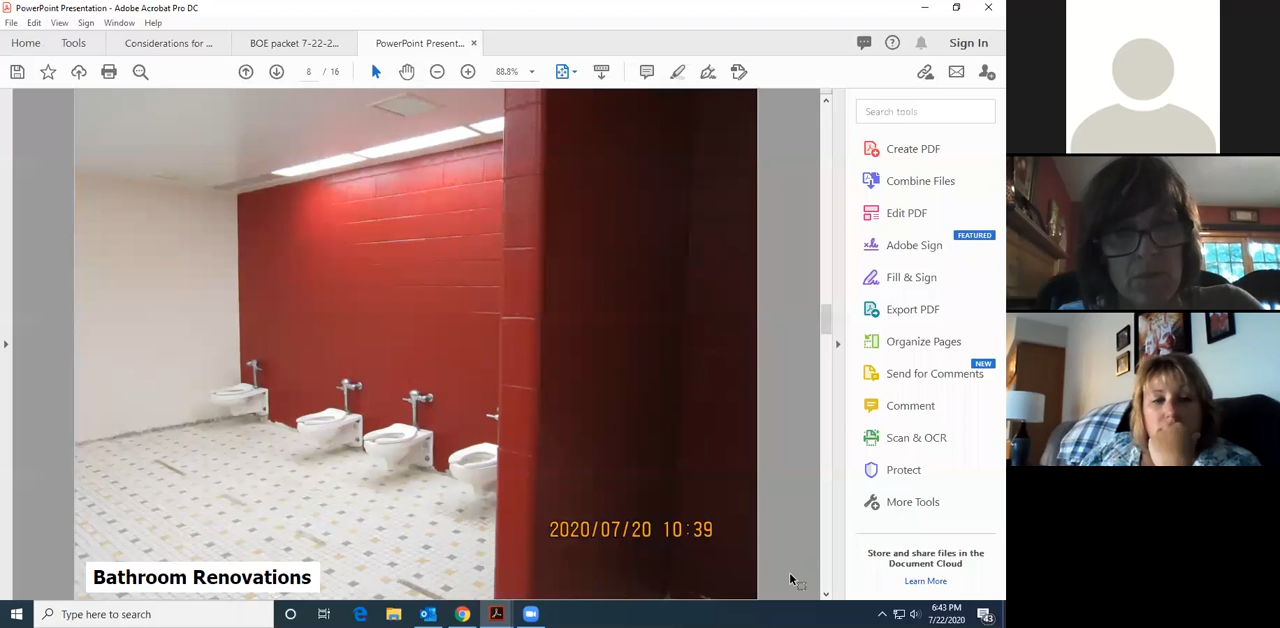 PowerPoint Presentation - Adobe Acrobat Pro DC
File Edit View Sign Window Help
Home Tools Considerations for ... BOE packet 7-22-2... PowerPoint Present... × Sign In
8 / 16 88.8%
Search tools
Create PDF
Combine Files
Edit PDF
FEATURED
Adobe Sign
Fill & Sign
Export PDF
Organize Pages
NEW
Send for Comments
Comment
Scan & OCR
Protect
More Tools
Store and share files in the
Document Cloud
Learn More
2020/07/20 10:39
Bathroom Renovations
Type here to search
6:43 PM
7/22/2020
43